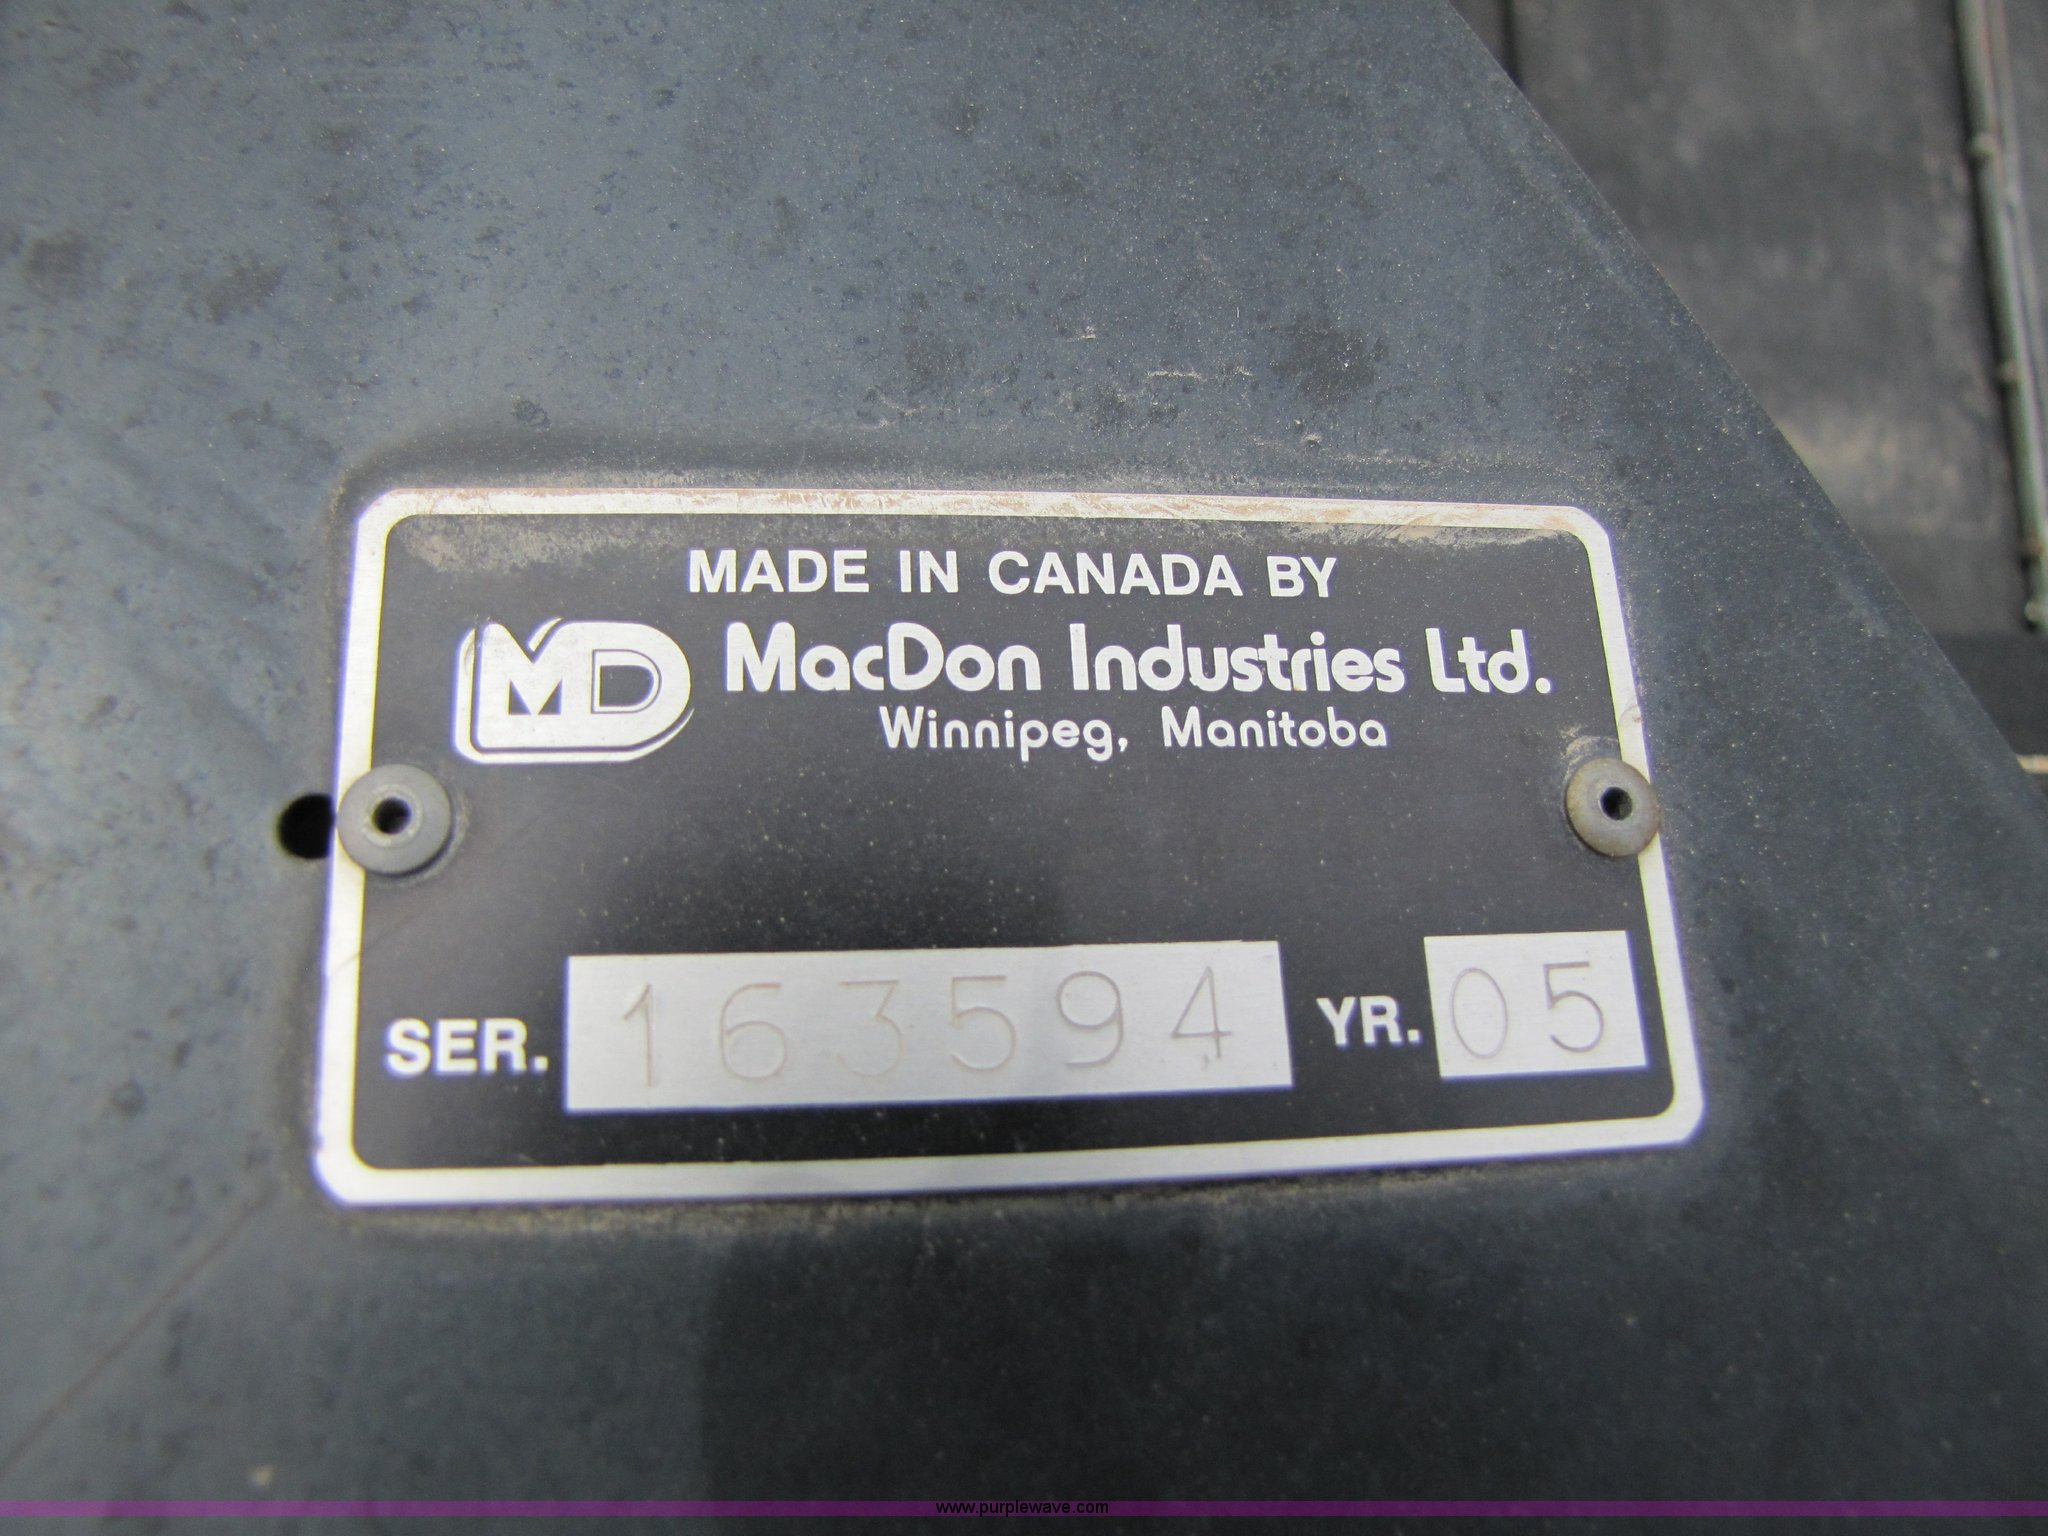 MADE IN CANADA BY
MD MacDon Industries Ltd.
Winnipeg, Manitoba
SER. 163594 YR. 05
www.purplewave.com